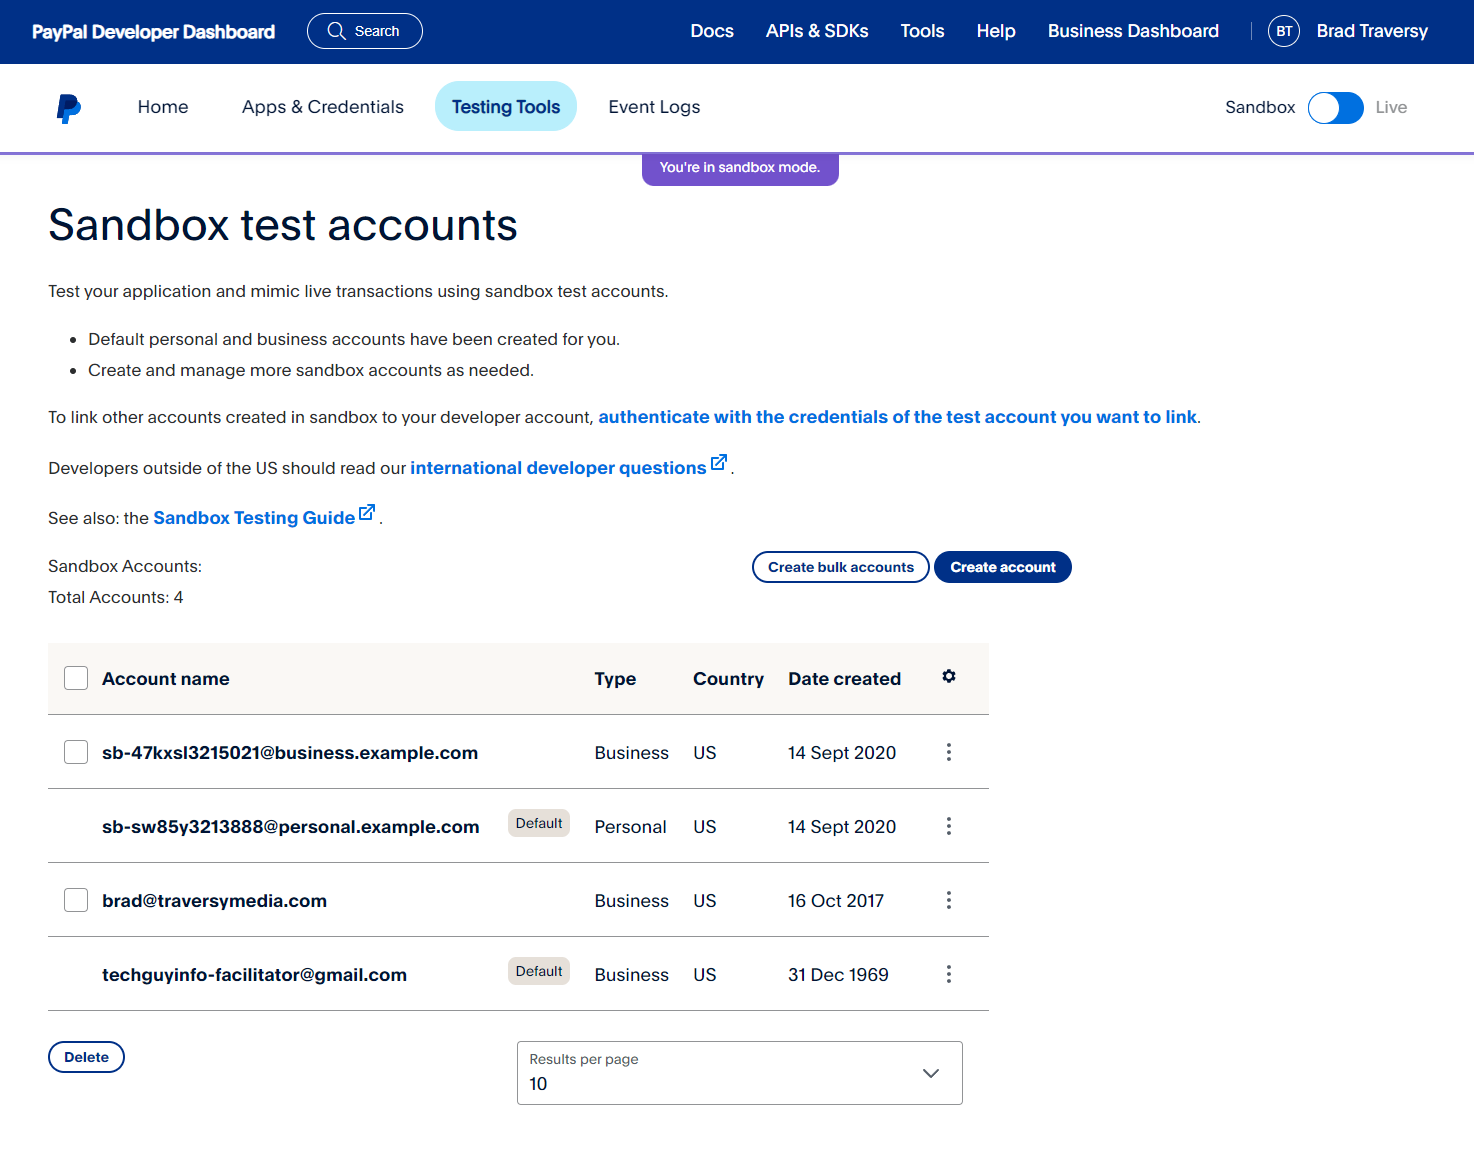 PayPal Developer Dashboard Search Docs APIs & SDKs Tools Help Business Dashboard BT Brad Traversy
Home Apps & Credentials Testing Tools Event Logs Sandbox Live
You're in sandbox mode.
Sandbox test accounts
Test your application and mimic live transactions using sandbox test accounts.
• Default personal and business accounts have been created for you.
• Create and manage more sandbox accounts as needed.
To link other accounts created in sandbox to your developer account, authenticate with the credentials of the test account you want to link.
Developers outside of the US should read our international developer questions .
See also: the Sandbox Testing Guide .
Sandbox Accounts: Create bulk accounts Create account
Total Accounts: 4
Account name Type Country Date created
sb-47kxsl3215021@business.example.com Business US 14 Sept 2020
sb-sw85y3213888@personal.example.com Default Personal US 14 Sept 2020
brad@traversymedia.com Business US 16 Oct 2017
techguyinfo-facilitator@gmail.com Default Business US 31 Dec 1969
Delete
Results per page
10